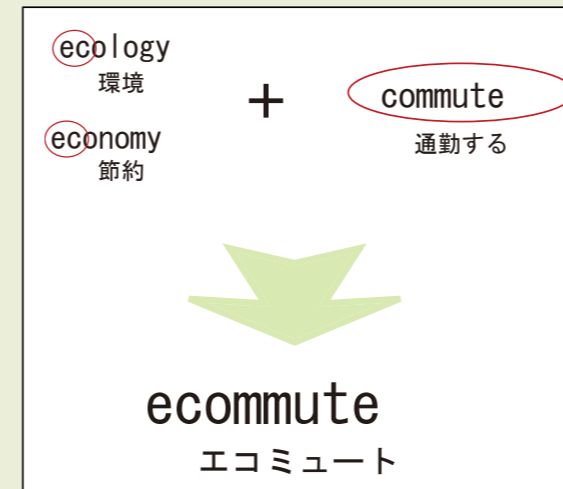 ecology
環境
economy
節約
+
commute
通勤する
ecommute
エコミュート